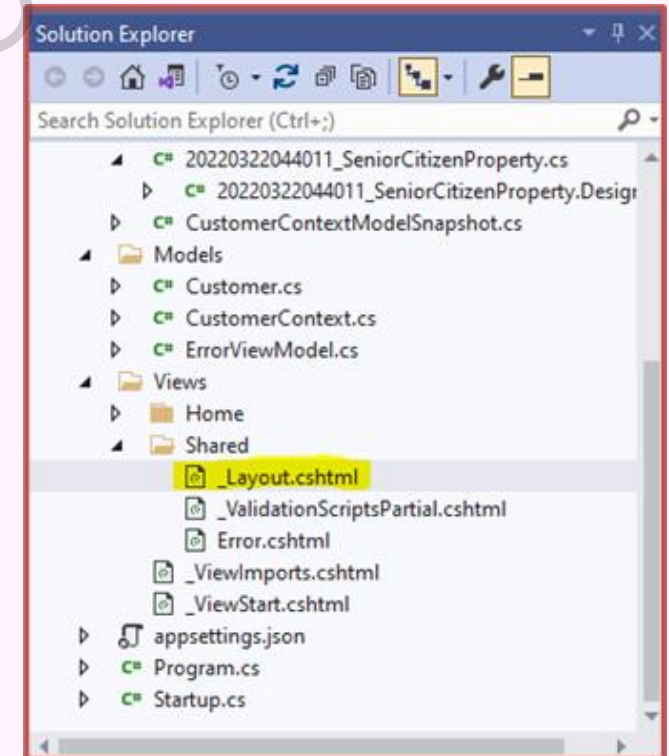 Solution Explorer
Search Solution Explorer (Ctrl+;)
C# 20220322044011_SeniorCitizenProperty.cs
C# 20220322044011_SeniorCitizenProperty.Desigr
C# CustomerContextModelSnapshot.cs
Models
C# Customer.cs
C# CustomerContext.cs
C# ErrorViewModel.cs
Views
Home
Shared
_Layout.cshtml
_ValidationScriptsPartial.cshtml
Error.cshtml
_ViewImports.cshtml
_ViewStart.cshtml
appsettings.json
C# Program.cs
C# Startup.cs